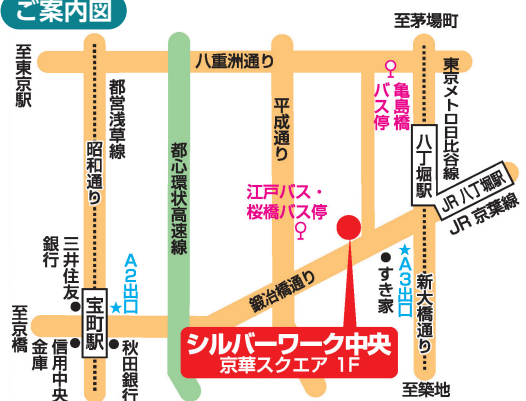 ご案内図
至茅場町
至東京駅
八重洲通り
都営浅草線
昭和通り
都心環状高速線
平成通り
亀島橋
バス停
東京メトロ日比谷線
八丁堀駅
JR 八丁堀駅
JR 京葉線
江戸バス・
桜橋バス停
鍛冶橋通り
すき家
★A3出口
新大橋通り
三井住友
銀行
A2出口
★
宝町駅
至京橋
信用中央
金庫
秋田銀行
シルバーワーク中央
京華スクエア 1F
至築地